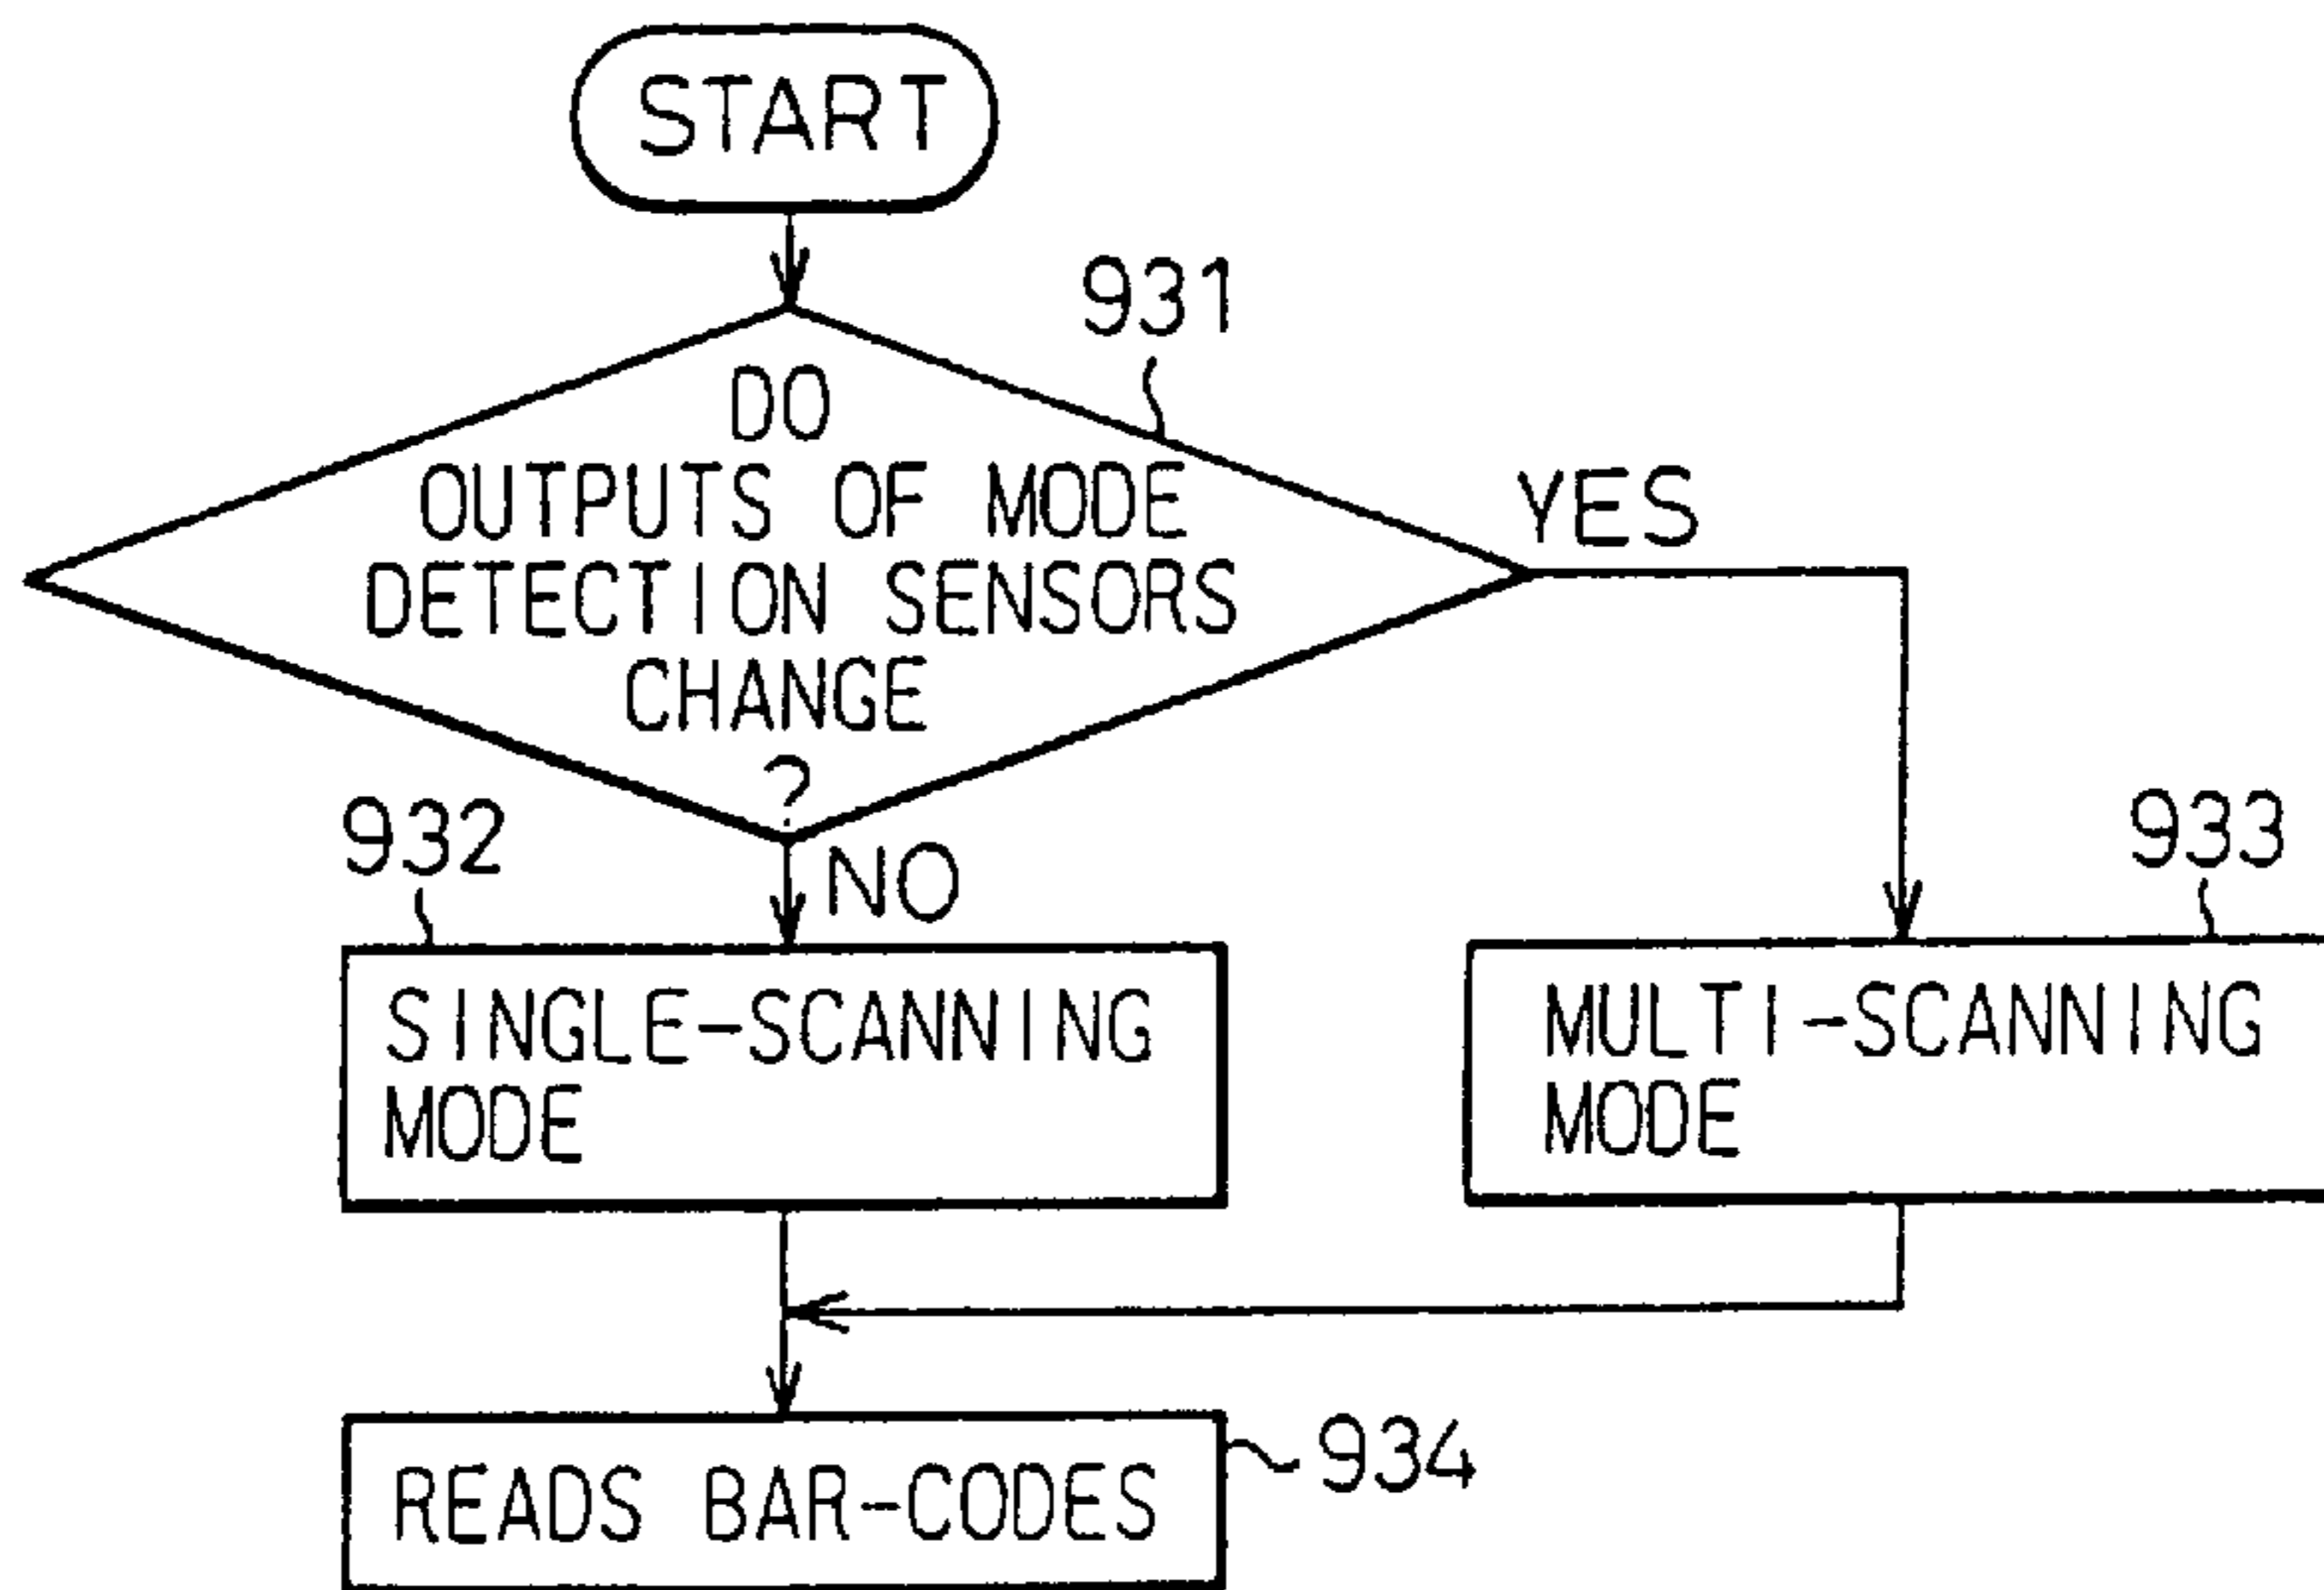 START
931
DO
OUTPUTS OF MODE
DETECTION SENSORS
CHANGE
?
YES
NO
932
933
SINGLE-SCANNING
MODE
MULTI-SCANNING
MODE
READS BAR-CODES
934